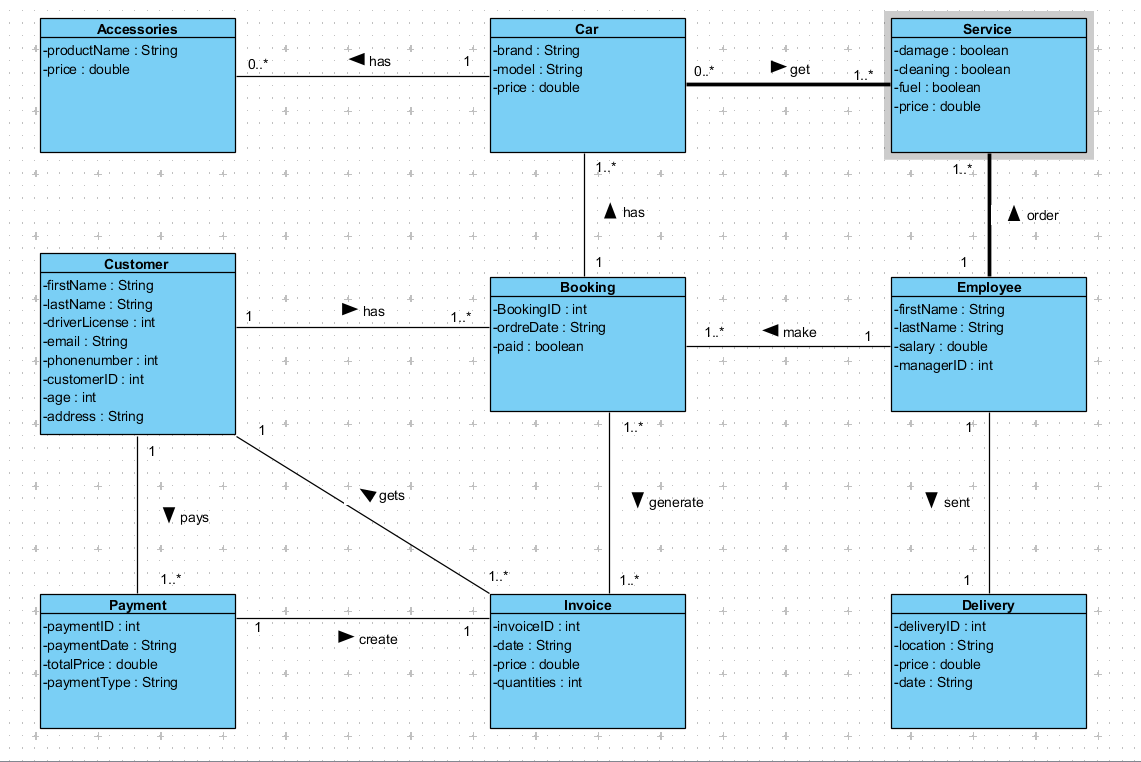 Accessories
-productName : String
-price : double
0..*
has
1
Car
-brand : String
-model : String
-price : double
0..*
get
1..*
Service
-damage : boolean
-cleaning : boolean
-fuel : boolean
-price : double
1..*
has
1
1..*
order
1
Customer
-firstName : String
-lastName : String
-driverLicense : int
-email : String
-phonenumber : int
-customerID : int
-age : int
-address : String
1
has
1..*
Booking
-BookingID : int
-ordreDate : String
-paid : boolean
1..*
make
1
Employee
-firstName : String
-lastName : String
-salary : double
-managerID : int
1
pays
1..*
1
gets
1..*
1..*
generate
1..*
1
sent
1
Payment
-paymentID : int
-paymentDate : String
-totalPrice : double
-paymentType : String
1
create
1
Invoice
-invoiceID : int
-date : String
-price : double
-quantities : int
Delivery
-deliveryID : int
-location : String
-price : double
-date : String